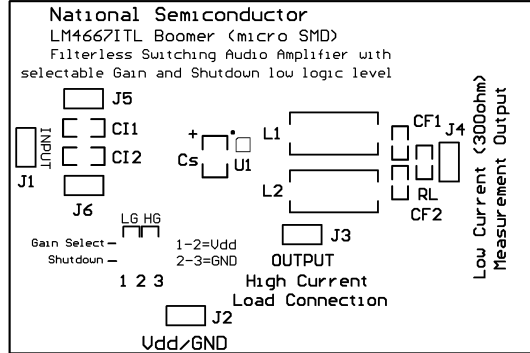 National Semiconductor
LM4667ITL Boomer (micro SMD)
Filterless Switching Audio Amplifier with
selectable Gain and Shutdown low logic level
J5
CI1
INPUT
J1
CI2
J6
+
Cs
U1
L1
L2
CF1
J4
RL
CF2
Low Current (300ohm)
Measurement Output
LG HG
Gain Select –
Shutdown –
1-2=Vdd
2-3=GND
1 2 3
J3
OUTPUT
High Current
Load Connection
J2
Vdd/GND